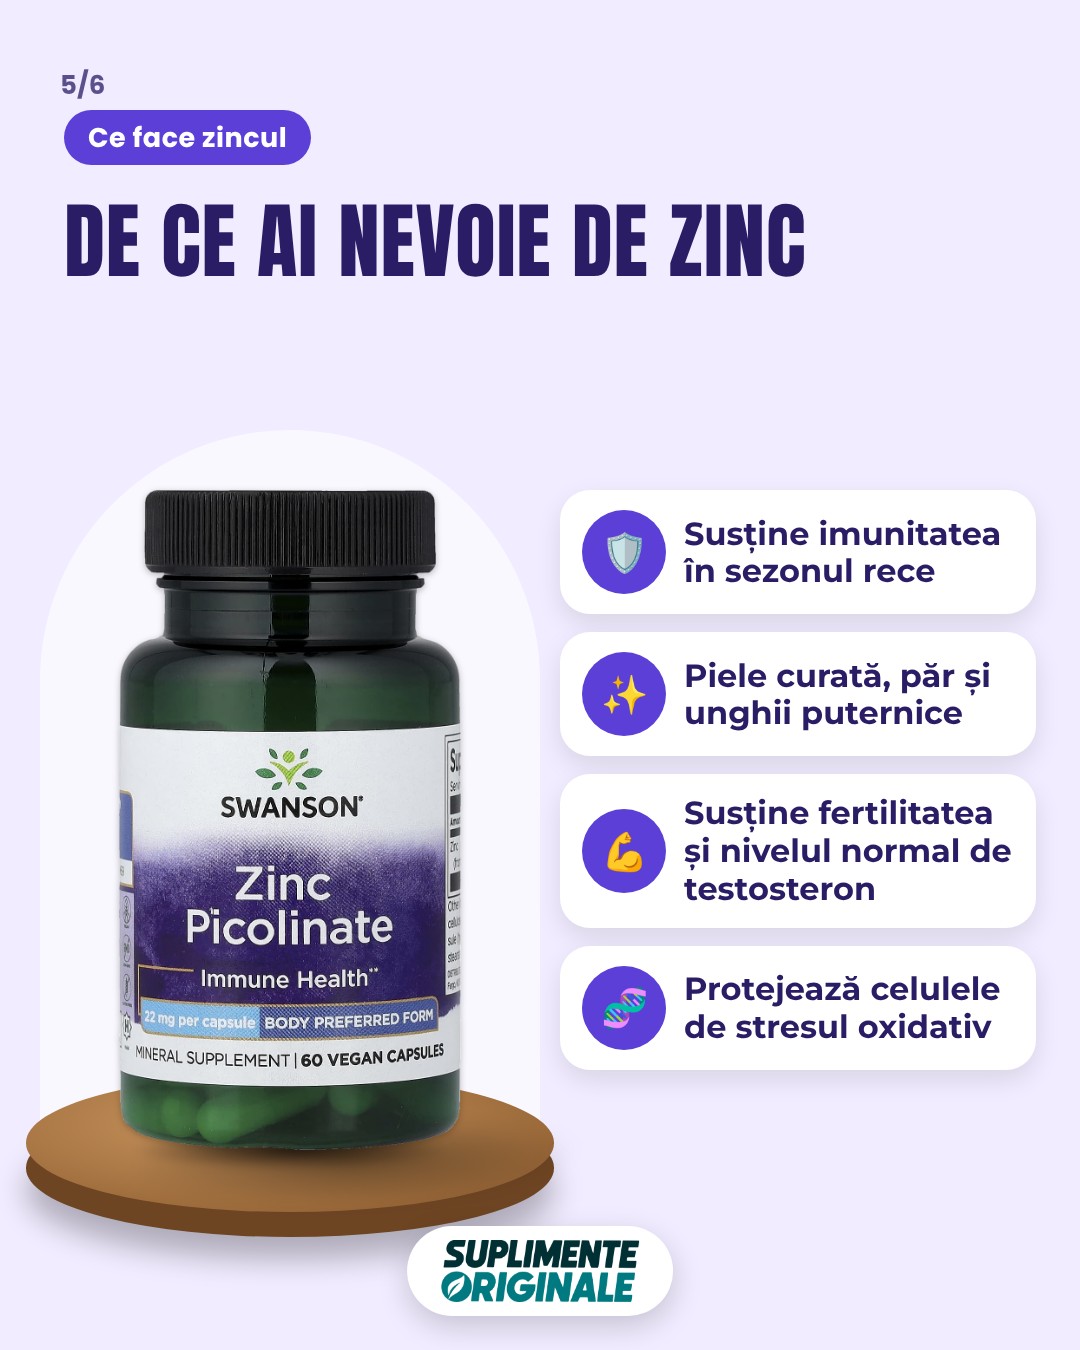 5/6
Ce face zincul
DE CE AI NEVOIE DE ZINC
SWANSON
Zinc
Picolinate
Immune Health**
22 mg per capsule BODY PREFERRED FORM
MINERAL SUPPLEMENT | 60 VEGAN CAPSULES
Susține imunitatea
în sezonul rece
Piele curată, păr și
unghii puternice
Susține fertilitatea
și nivelul normal de
testosteron
Protejează celulele
de stresul oxidativ
SUPLIMENTE
ORIGINALE